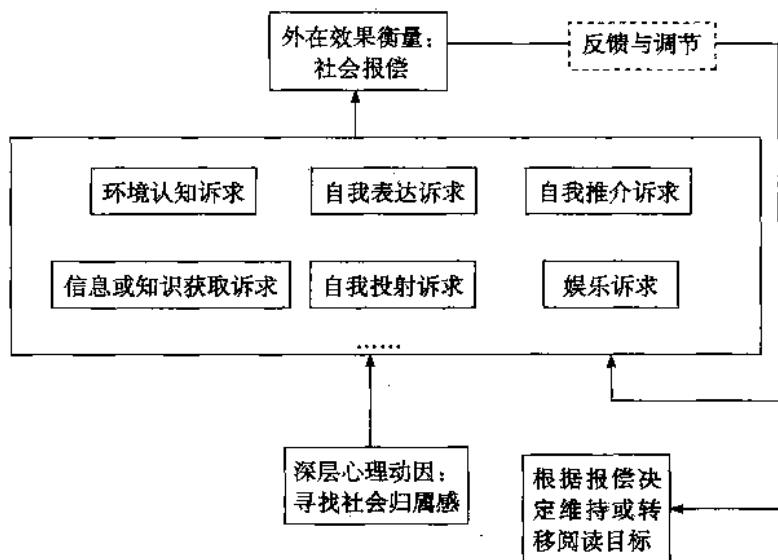 外在效果衡量：
社会报偿
反馈与调节
环境认知诉求
自我表达诉求
自我推介诉求
信息或知识获取诉求
自我投射诉求
娱乐诉求
……
深层心理动因：
寻找社会归属感
根据报偿决
定维持或转
移阅读目标